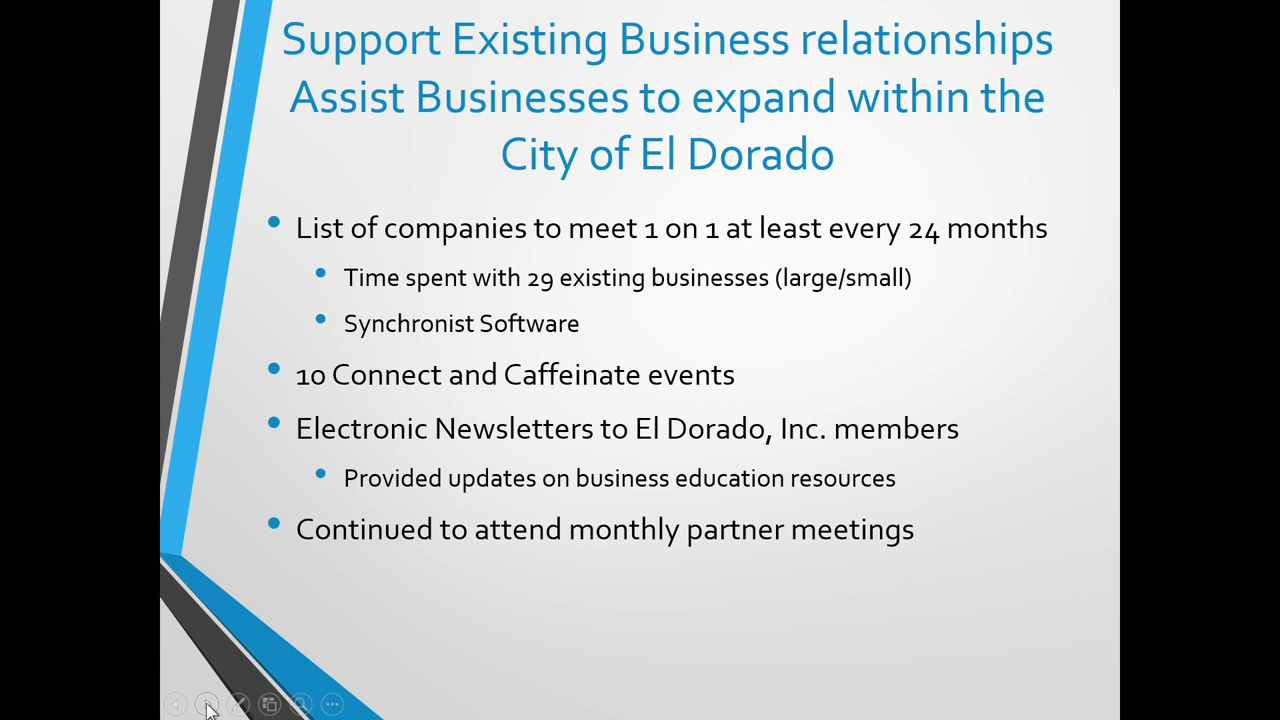 Support Existing Business relationships
Assist Businesses to expand within the
City of El Dorado
List of companies to meet 1 on 1 at least every 24 months
Time spent with 29 existing businesses (large/small)
Synchronist Software
10 Connect and Caffeinate events
Electronic Newsletters to El Dorado, Inc. members
Provided updates on business education resources
Continued to attend monthly partner meetings